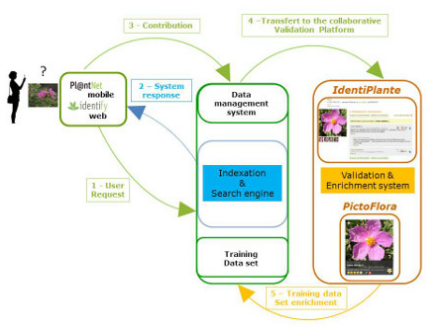 3 – Contribution
4 –Transfert to the collaborative
Validation Platform
?
Pl@ntNet
mobile
identify
web
2 – System
response
Data
management
system
IdentiPlante
1 – User
Request
Indexation
&
Search engine
Validation &
Enrichment system
PictoFlora
Training
Data set
5 – Training data
Set enrichment